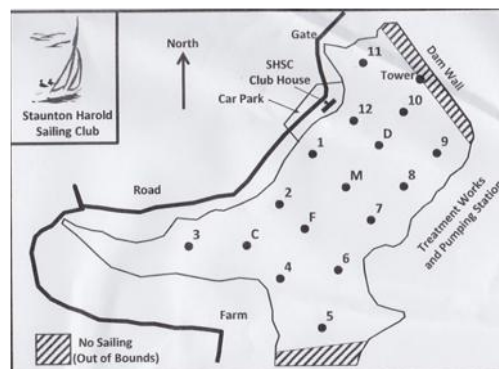 Staunton Harold
Sailing Club
North
Gate
SHSC
Club House
Car Park
Road
Farm
No Sailing
(Out of Bounds)
Tower
Dam Wall
Treatment Works
and Pumping Station
11
12
10
D
1
9
M
8
2
7
F
3
C
4
6
5